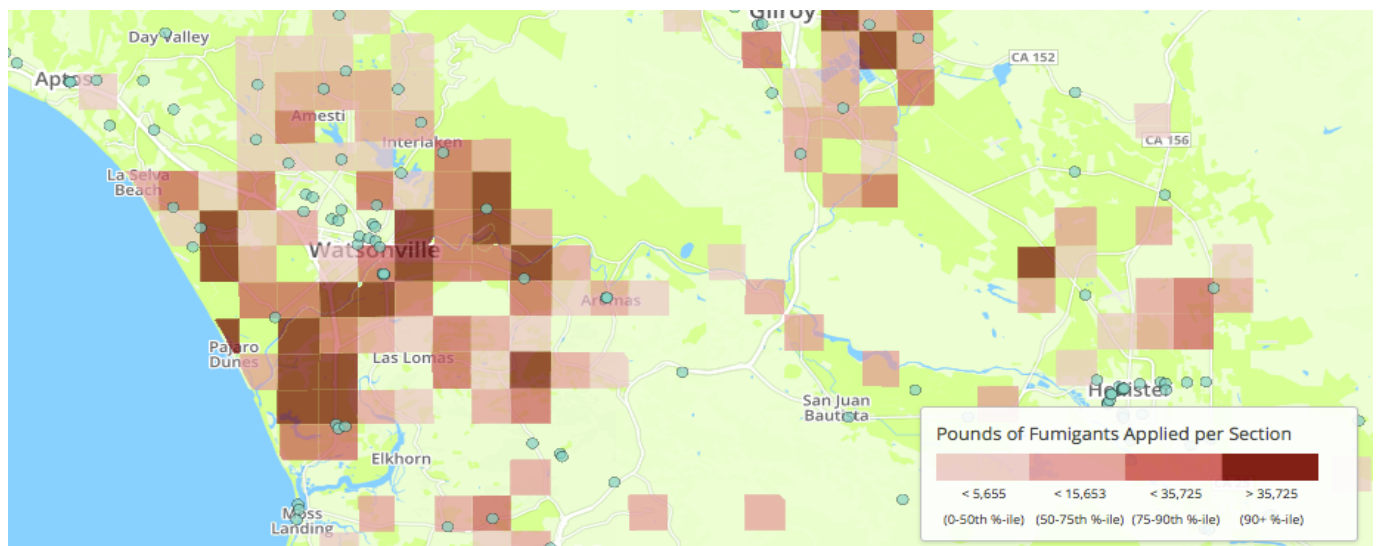 Gilroy
Day Valley
CA 152
Aptos
Amesti
Interlaken
CA 156
La Selva
Beach
Watsonville
Aromas
Pajaro
Dunes
Las Lomas
Hollister
San Juan
Bautista
Elkhorn
Moss
Landing
Pounds of Fumigants Applied per Section
< 5,655 < 15,653 < 35,725 > 35,725
(0-50th %-ile) (50-75th %-ile) (75-90th %-ile) (90+ %-ile)